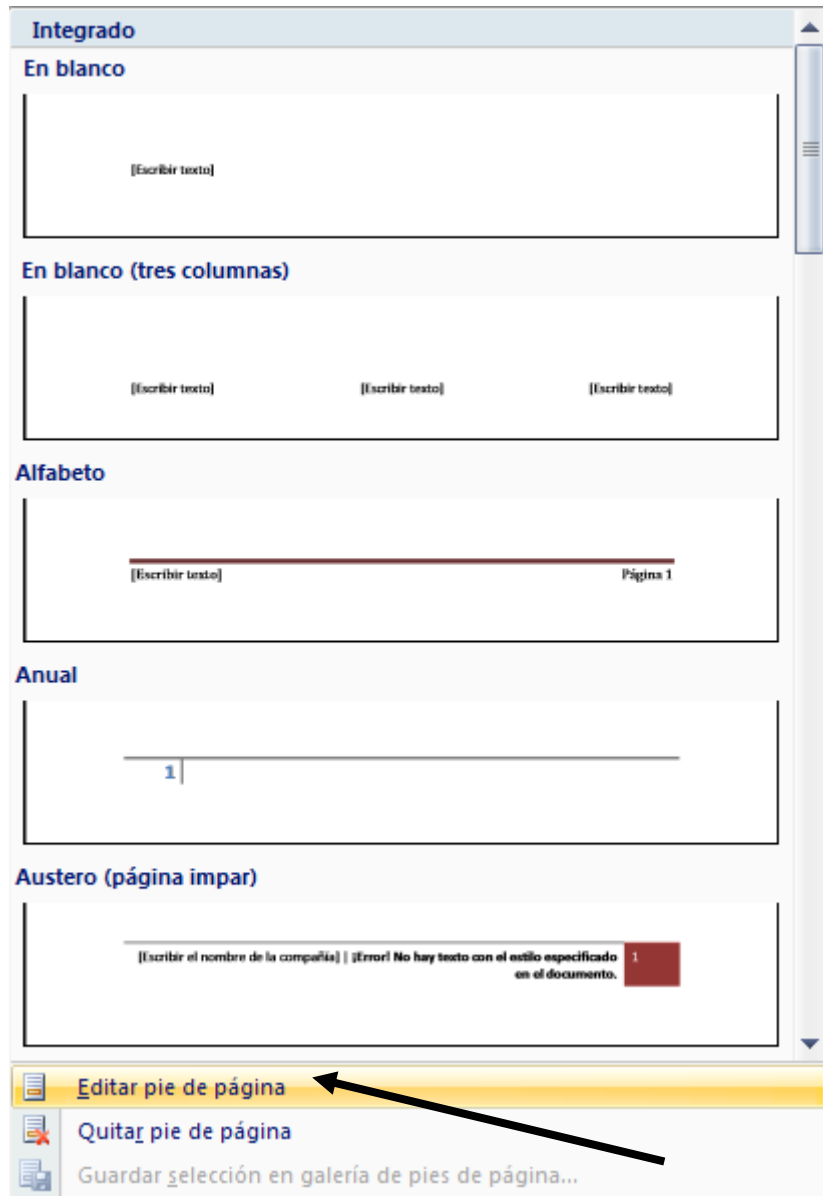 Integrado
En blanco
[Escribir texto]
En blanco (tres columnas)
[Escribir texto] [Escribir texto] [Escribir texto]
Alfabeto
[Escribir texto] Página 1
Anual
1
Austero (página impar)
[Escribir el nombre de la compañía] | ¡Error! No hay texto con el estilo especificado 1
en el documento.
Editar pie de página
Quitar pie de página
Guardar selección en galería de pies de página...